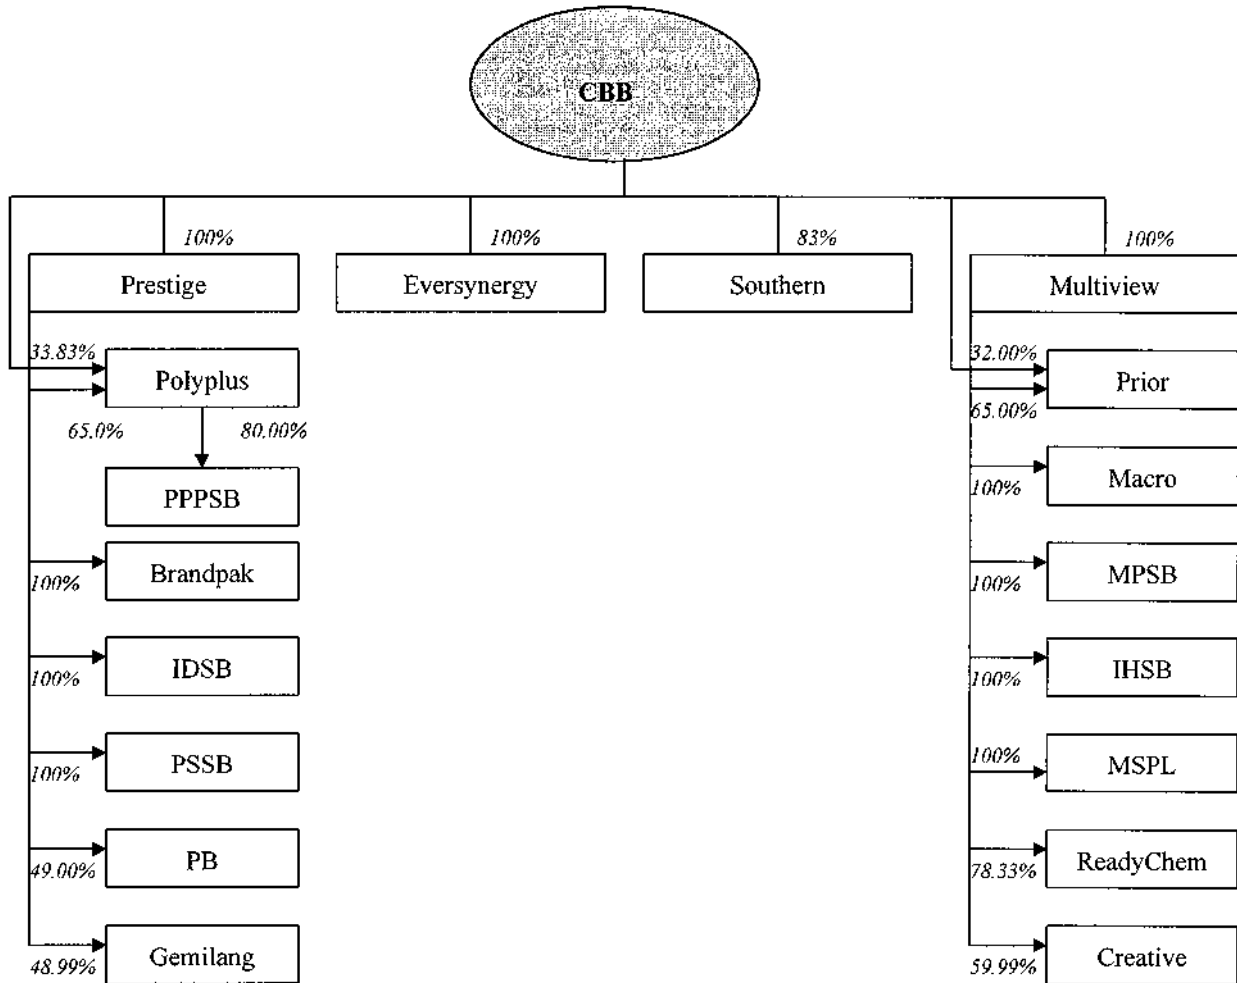 CBB
100%
100%
83%
100%
Prestige
Eversynergy
Southern
Multiview
33.83%
Polyplus
65.0%
80.00%
PPPSB
Brandpak
100%
IDSB
100%
PSSB
100%
PB
49.00%
Gemilang
48.99%
32.00%
Prior
65.00%
Macro
100%
MPSB
100%
IHSB
100%
100%
MSPL
ReadyChem
78.33%
Creative
59.99%